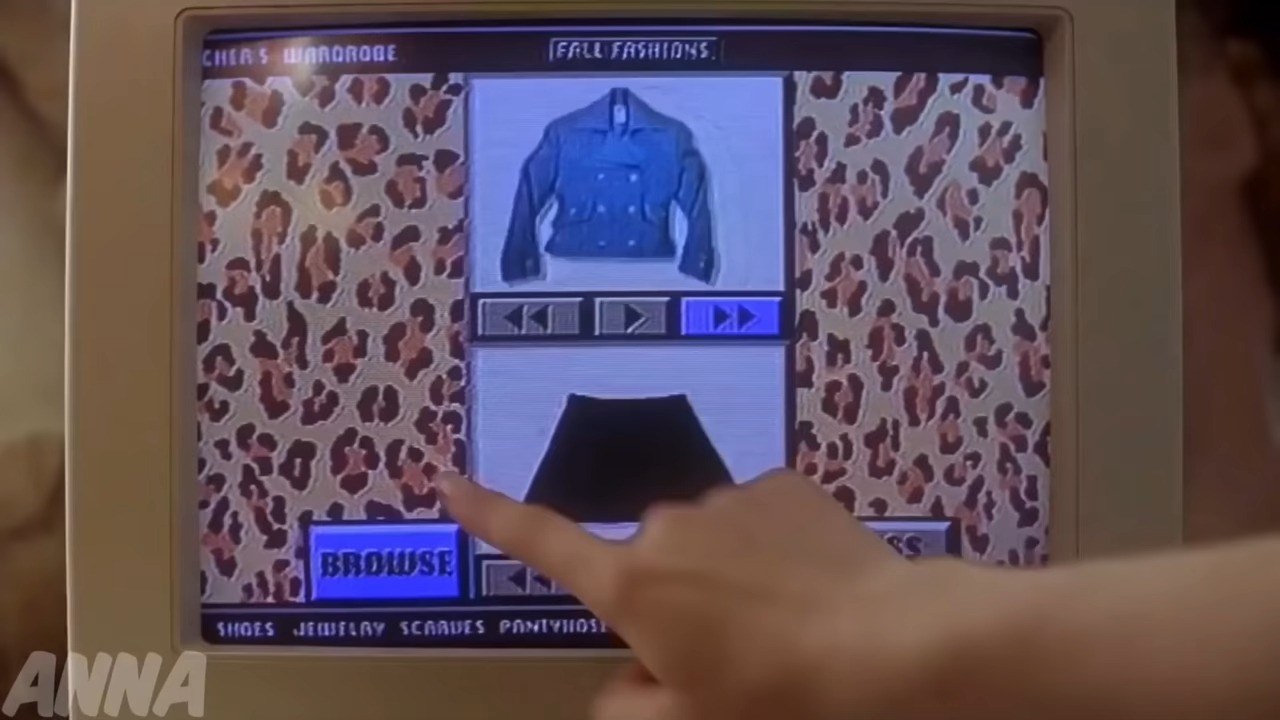 CHER'S WARDROBE
FALL FASHIONS
BROWSE
SHOES JEWELRY SCARVES PANTYHOSE
ANNA